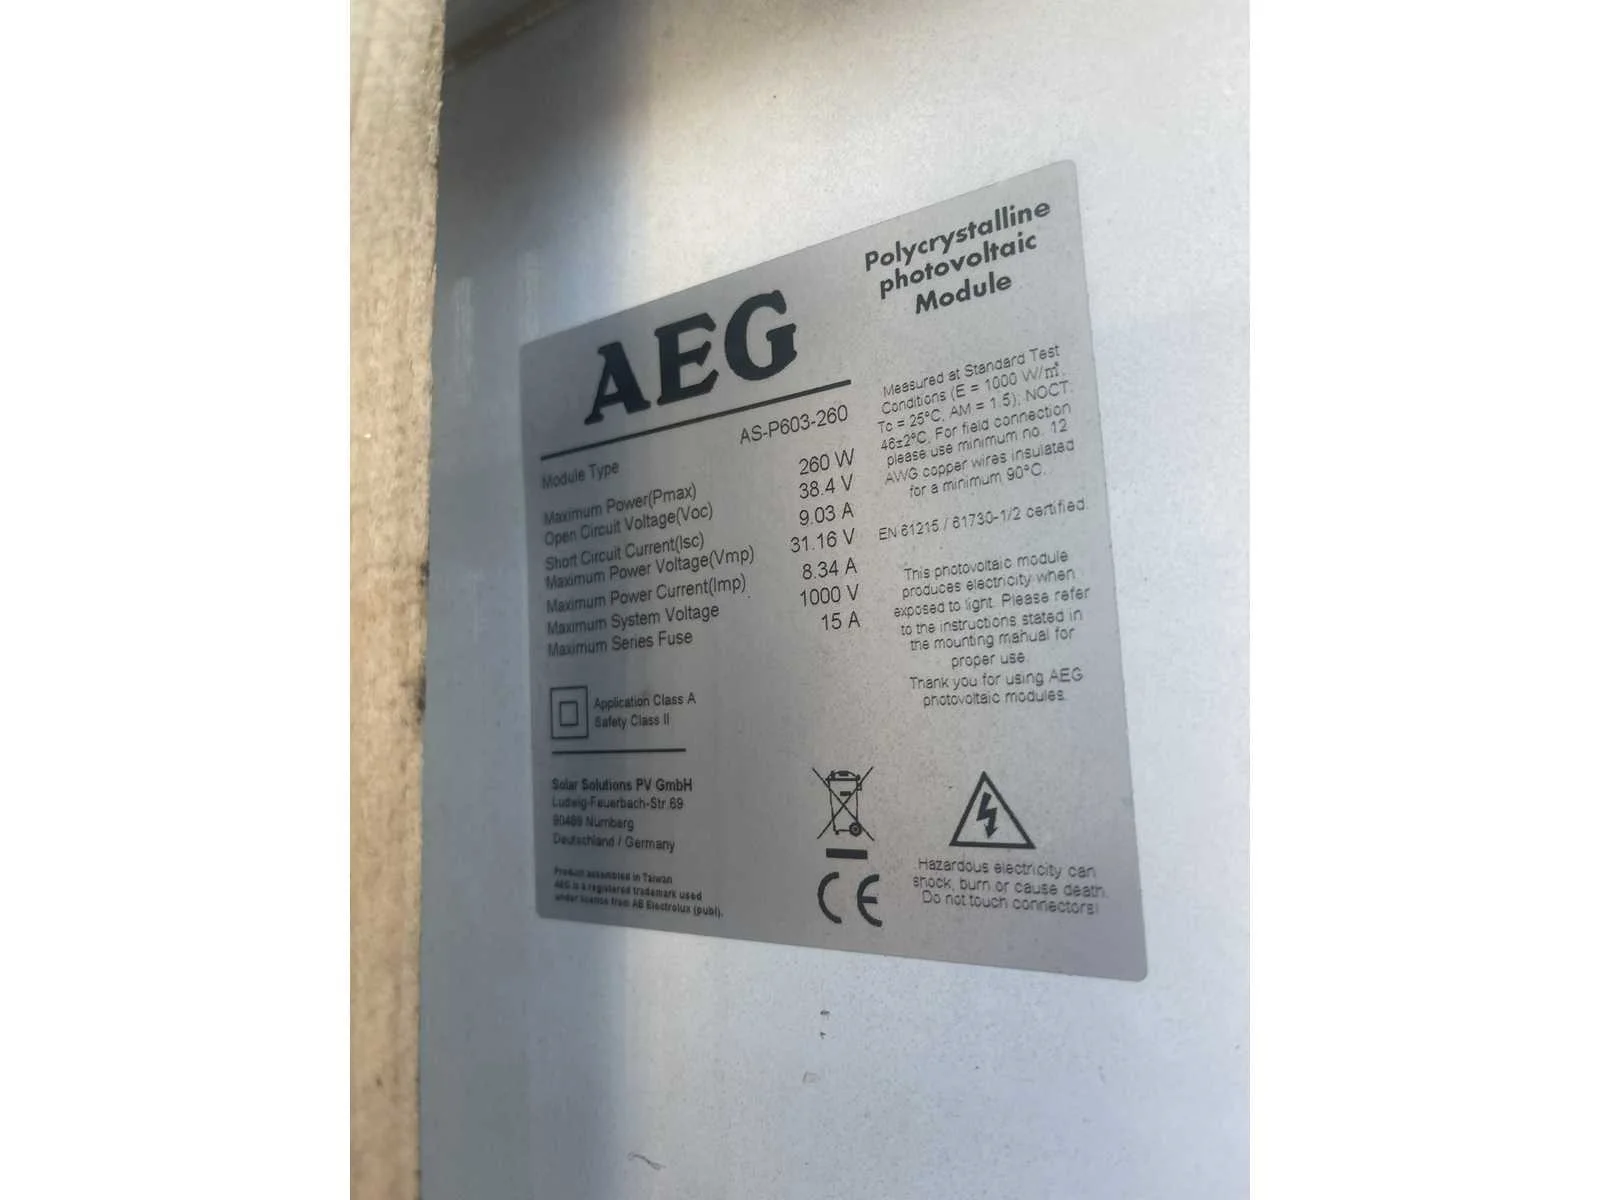 AEG
Polycrystalline
photovoltaic
Module
Module Type AS-P603-260
Maximum Power(Pmax) 260 W
Open Circuit Voltage(Voc) 38.4 V
Short Circuit Current(Isc) 9.03 A
Maximum Power Voltage(Vmp) 31.16 V
Maximum Power Current(Imp) 8.34 A
Maximum System Voltage 1000 V
Maximum Series Fuse 15 A
Application Class A
Safety Class II
Solar Solutions PV GmbH
Ludwig-Feuerbach-Str.69
90489 Nürnberg
Deutschland / Germany
Product assembled in Taiwan
AEG is a registered trademark used
under license from AB Electrolux (publ).
Measured at Standard Test
Conditions (E = 1000 W/㎡,
Tc = 25°C, AM = 1.5); NOCT:
46±2°C, For field connection
please use minimum no. 12
AWG copper wires insulated
for a minimum 90°C.
EN 61215 / 61730-1/2 certified.
This photovoltaic module
produces electricity when
exposed to light. Please refer
to the instructions stated in
the mounting manual for
proper use.
Thank you for using AEG
photovoltaic modules.
CE
Hazardous electricity can
shock, burn or cause death.
Do not touch connectors!